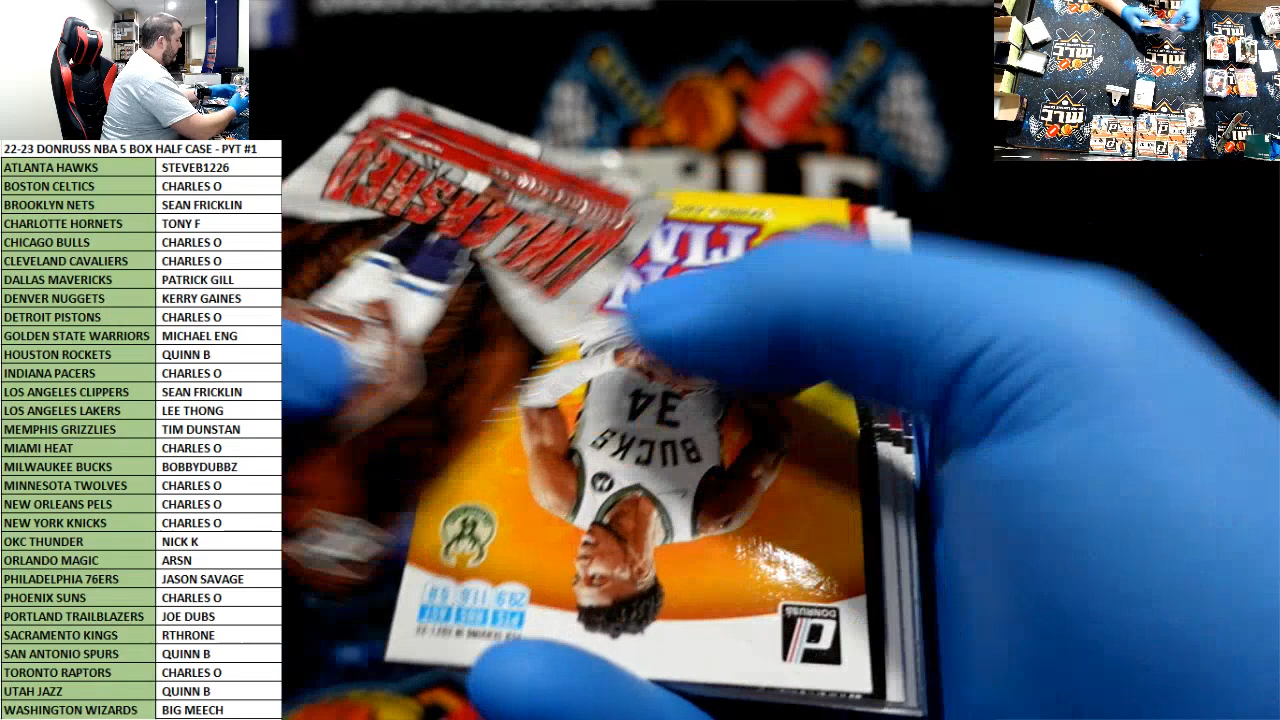 22-23 DONRUSS NBA 5 BOX HALF CASE - PYT #1
ATLANTA HAWKS STEVEB1226
BOSTON CELTICS CHARLES O
BROOKLYN NETS SEAN FRICKLIN
CHARLOTTE HORNETS TONY F
CHICAGO BULLS CHARLES O
CLEVELAND CAVALIERS CHARLES O
DALLAS MAVERICKS PATRICK GILL
DENVER NUGGETS KERRY GAINES
DETROIT PISTONS CHARLES O
GOLDEN STATE WARRIORS MICHAEL ENG
HOUSTON ROCKETS QUINN B
INDIANA PACERS CHARLES O
LOS ANGELES CLIPPERS SEAN FRICKLIN
LOS ANGELES LAKERS LEE THONG
MEMPHIS GRIZZLIES TIM DUNSTAN
MIAMI HEAT CHARLES O
MILWAUKEE BUCKS BOBBYDUBBZ
MINNESOTA TWOLVES CHARLES O
NEW ORLEANS PELS CHARLES O
NEW YORK KNICKS CHARLES O
OKC THUNDER NICK K
ORLANDO MAGIC ARSN
PHILADELPHIA 76ERS JASON SAVAGE
PHOENIX SUNS CHARLES O
PORTLAND TRAILBLAZERS JOE DUBS
SACRAMENTO KINGS RTHRONE
SAN ANTONIO SPURS QUINN B
TORONTO RAPTORS CHARLES O
UTAH JAZZ QUINN B
WASHINGTON WIZARDS BIG MEECH
UNLEASHED
34
BUCKS
DONRUSS